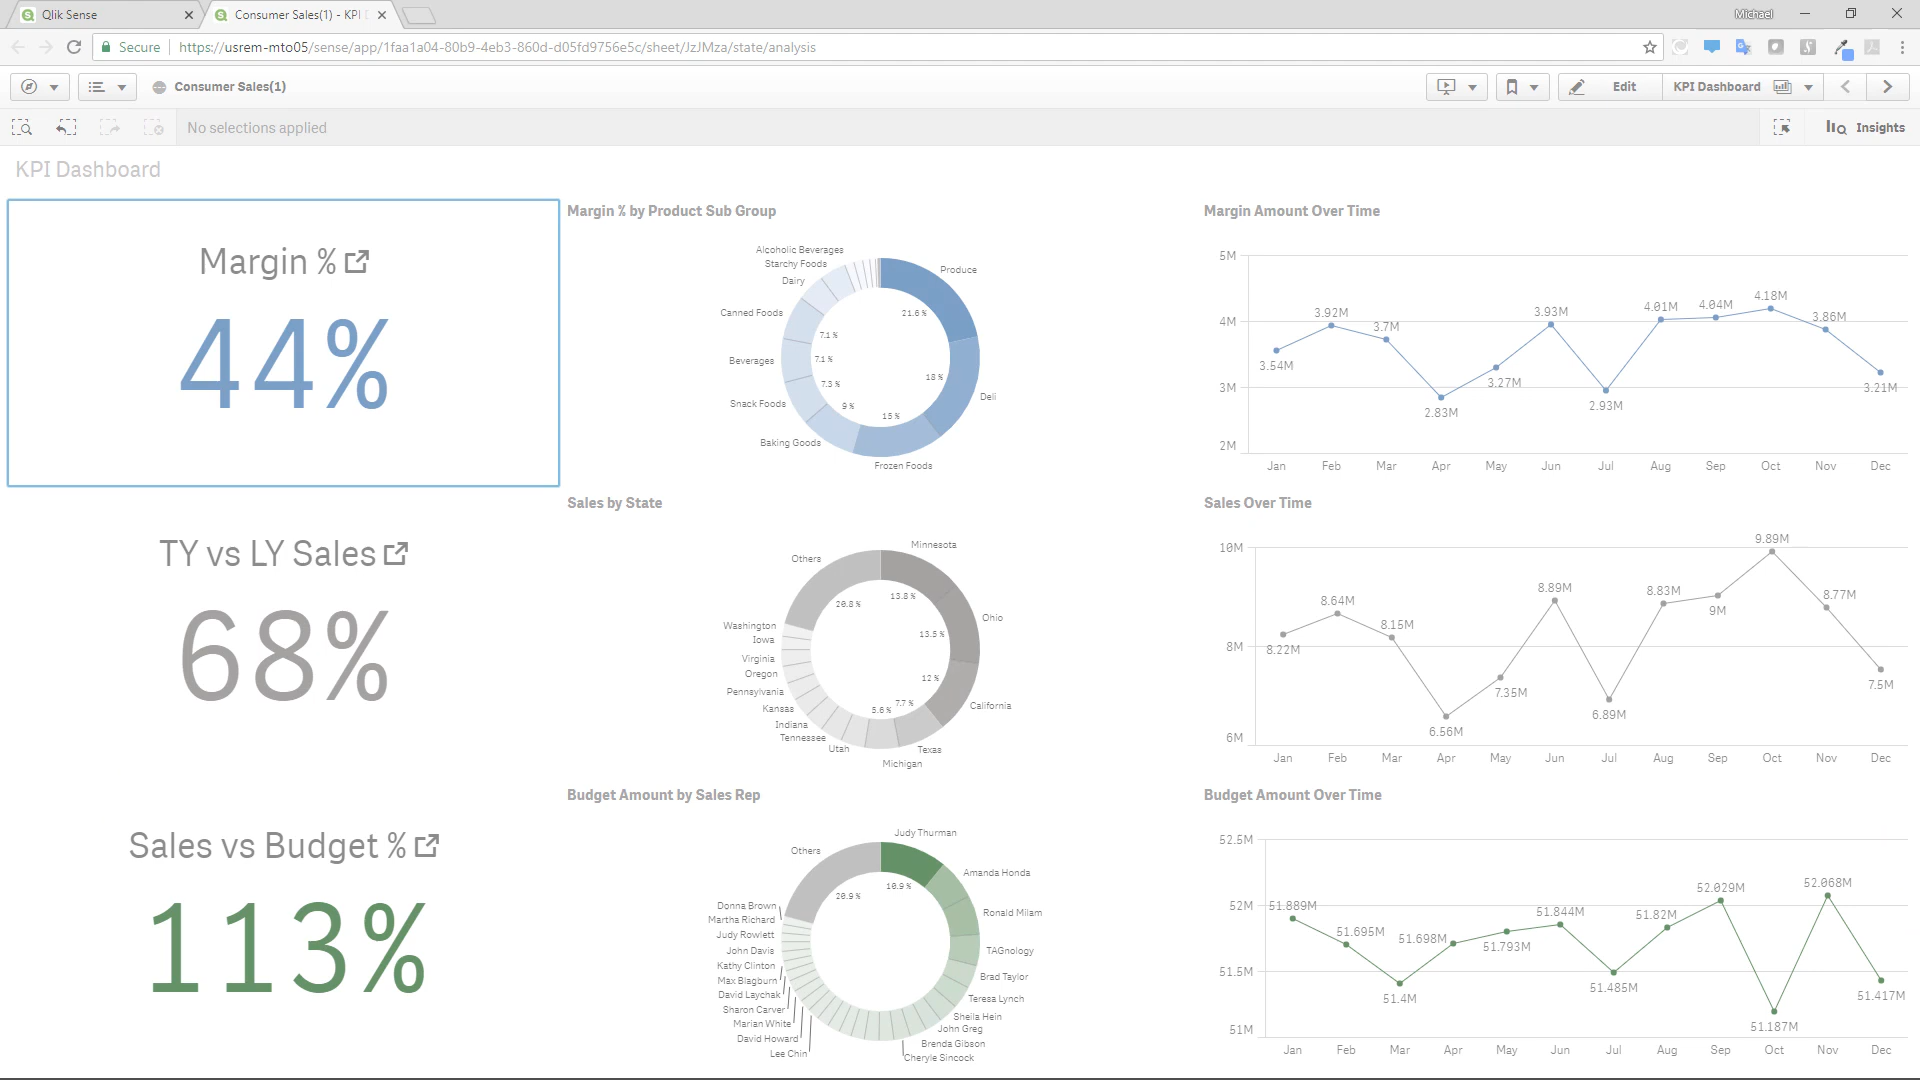 Qlik Sense
Consumer Sales(1) - KPI
Michael
Secure
https://usrem-mto05/sense/app/1faa1a04-80b9-4eb3-860d-d05fd9756e5c/sheet/JzJMza/state/analysis
Consumer Sales(1)
Edit
KPI Dashboard
No selections applied
Insights
KPI Dashboard
Margin %
44%
Margin % by Product Sub Group
Alcoholic Beverages
Starchy Foods
Dairy
Canned Foods
Beverages
Snack Foods
Baking Goods
Frozen Foods
Deli
Produce
21.6 %
18 %
15 %
9 %
7.3 %
7.1 %
7.1 %
Margin Amount Over Time
5M
4M
3M
2M
3.54M
3.92M
3.7M
2.83M
3.27M
3.93M
2.93M
4.01M
4.04M
4.18M
3.86M
3.21M
Jan Feb Mar Apr May Jun Jul Aug Sep Oct Nov Dec
TY vs LY Sales
68%
Sales by State
Others
Washington
Iowa
Virginia
Oregon
Pennsylvania
Kansas
Indiana
Tennessee
Utah
Michigan
Texas
California
Ohio
Minnesota
20.8 %
13.8 %
13.5 %
12 %
7.7 %
5.6 %
Sales Over Time
10M
8M
6M
8.22M
8.64M
8.15M
6.56M
7.35M
8.89M
6.89M
8.83M
9M
9.89M
8.77M
7.5M
Jan Feb Mar Apr May Jun Jul Aug Sep Oct Nov Dec
Sales vs Budget %
113%
Budget Amount by Sales Rep
Others
Donna Brown
Martha Richard
Judy Rowlett
John Davis
Kathy Clinton
Max Blagburn
David Laychak
Sharon Carver
Marian White
David Howard
Lee Chin
Cheryle Sincock
Brenda Gibson
John Greg
Sheila Hein
Teresa Lynch
Brad Taylor
TAGnology
Ronald Milam
Amanda Honda
Judy Thurman
20.9 %
10.9 %
Budget Amount Over Time
52.5M
52M
51.5M
51M
51.889M
51.695M
51.4M
51.698M
51.793M
51.844M
51.485M
51.82M
52.029M
51.187M
52.068M
51.417M
Jan Feb Mar Apr May Jun Jul Aug Sep Oct Nov Dec